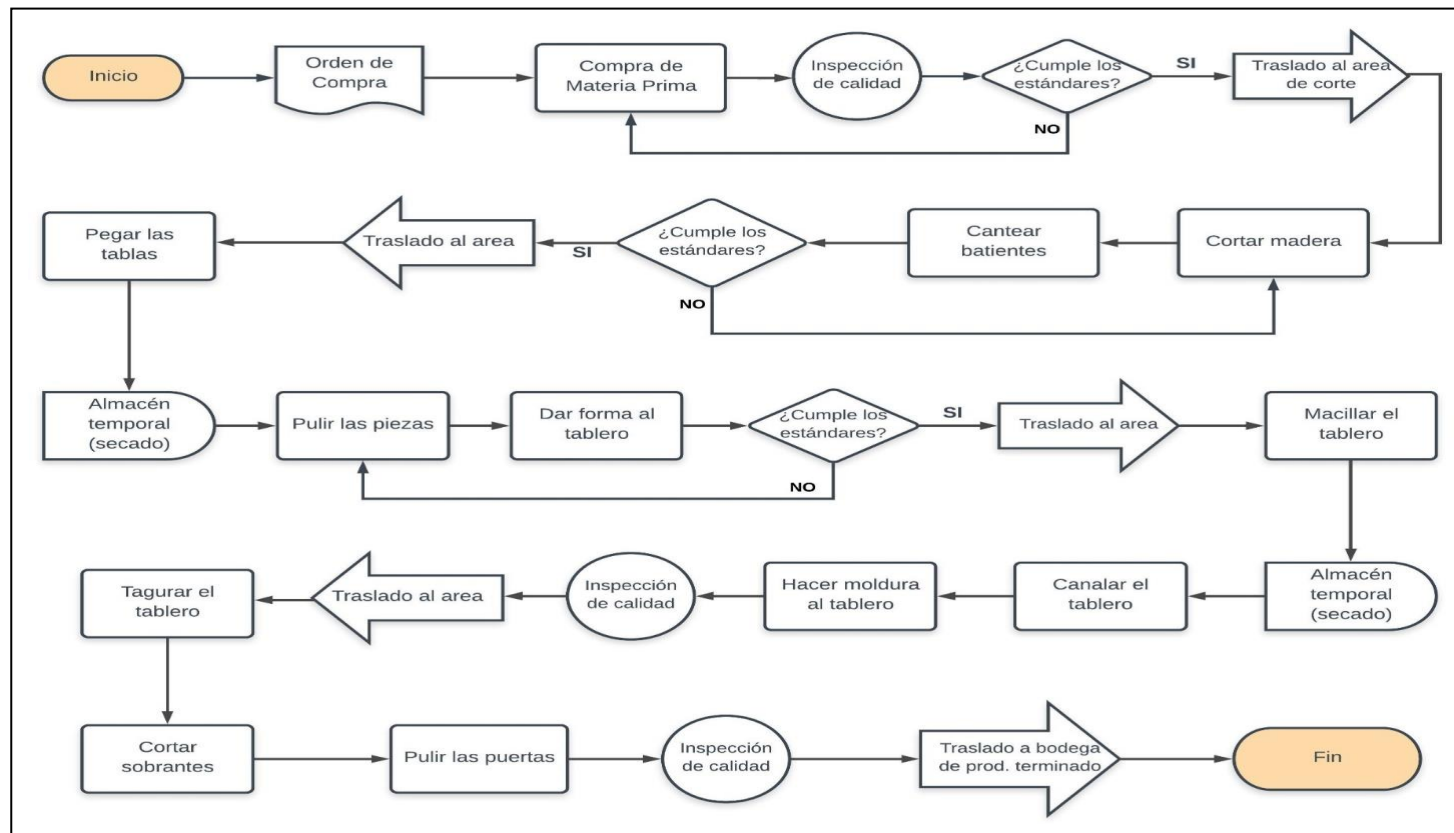 Inicio
Orden de
Compra
Compra de
Materia Prima
Inspección
de calidad
¿Cumple los
estándares?
SI
NO
Traslado al area
de corte
Cortar madera
Cantear
batientes
¿Cumple los
estándares?
SI
NO
Traslado al area
Pegar las
tablas
Almacén
temporal
(secado)
Pulir las piezas
Dar forma al
tablero
¿Cumple los
estándares?
SI
NO
Traslado al area
Macillar el
tablero
Almacén
temporal
(secado)
Canalar el
tablero
Hacer moldura
al tablero
Inspección
de calidad
Traslado al area
Tagurar el
tablero
Cortar
sobrantes
Pulir las puertas
Inspección
de calidad
Traslado a bodega
de prod. terminado
Fin